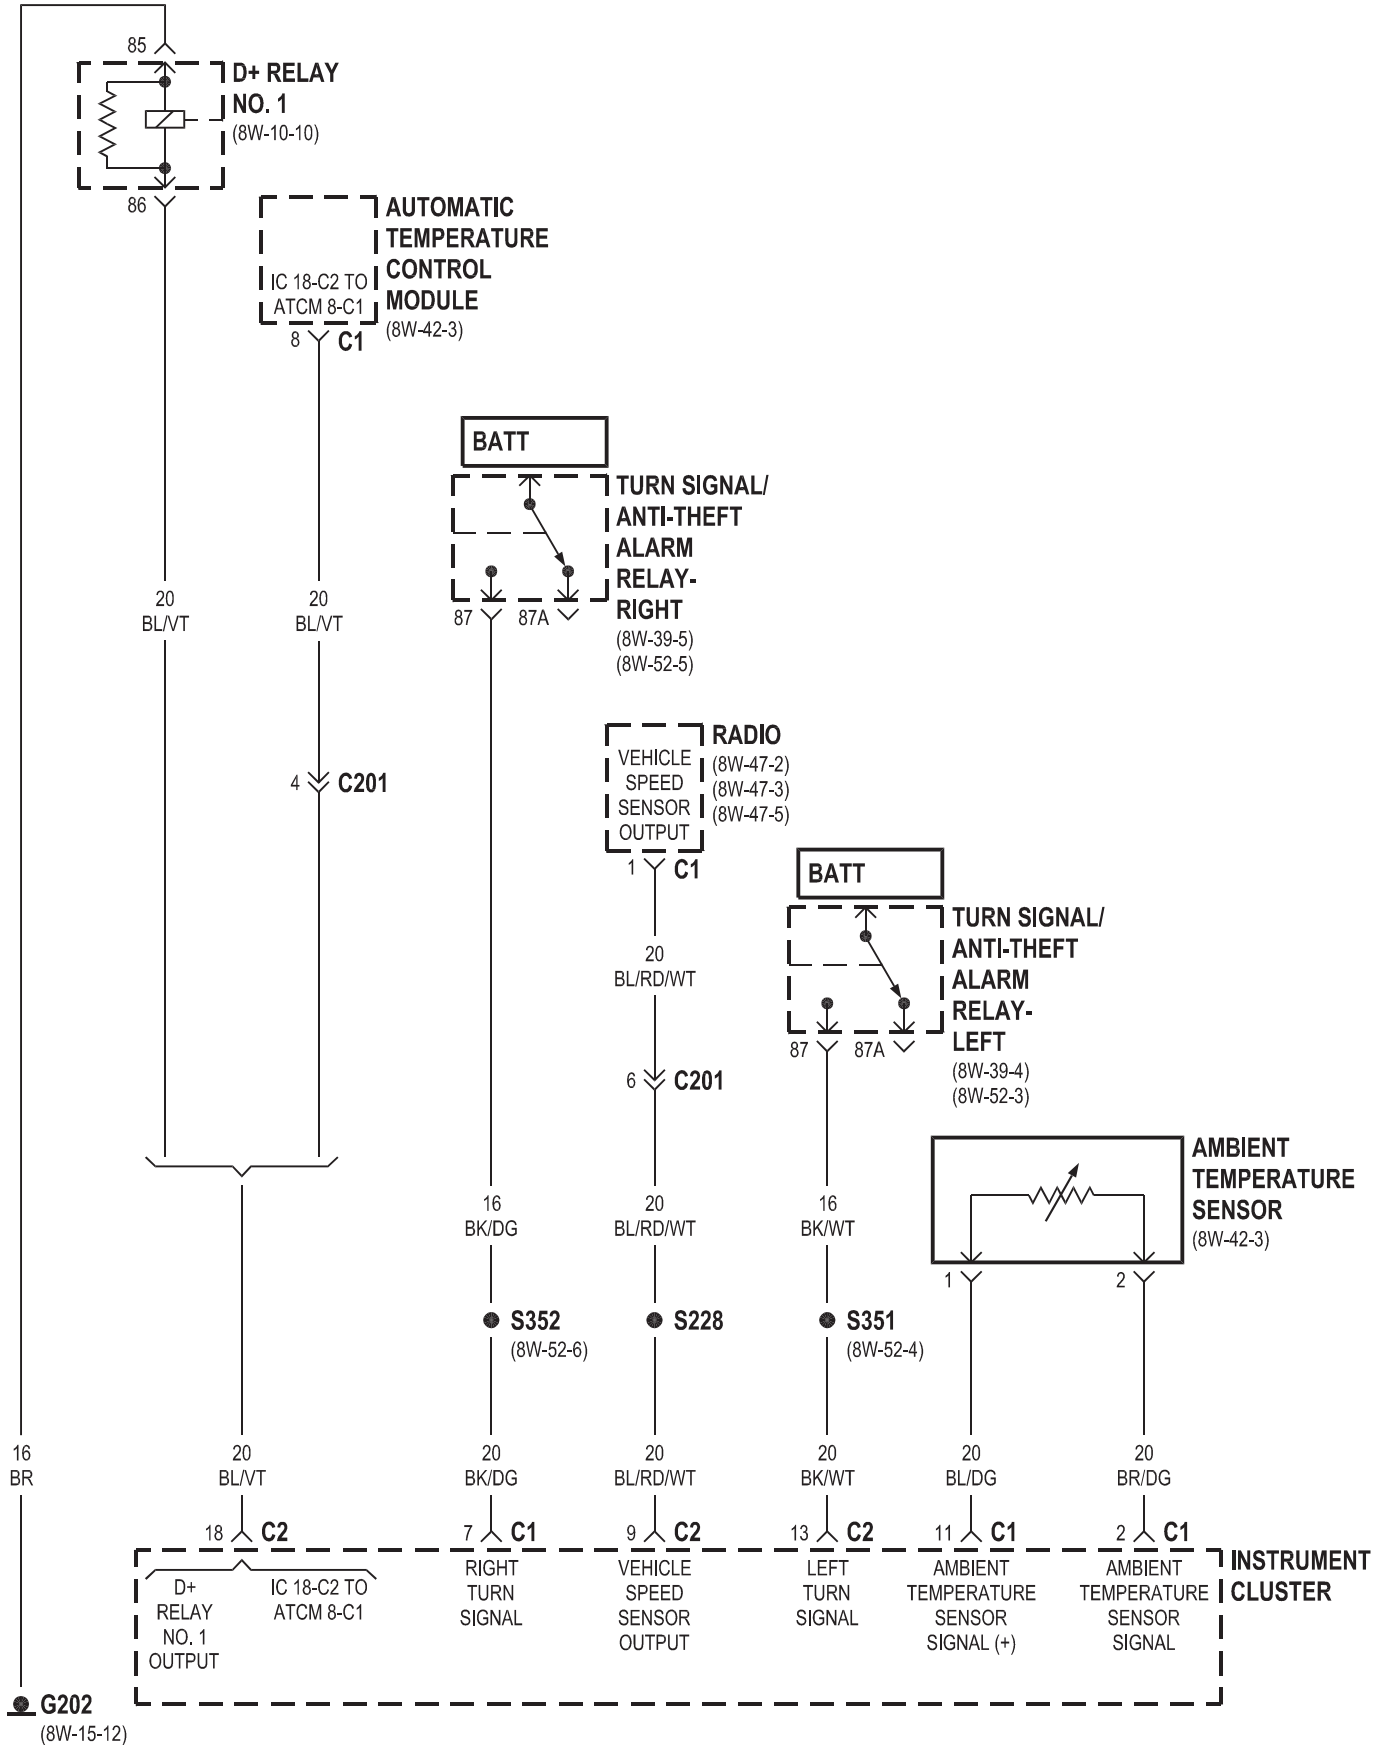 85
D+ RELAY
NO. 1
(8W-10-10)
86
AUTOMATIC
TEMPERATURE
CONTROL
MODULE
(8W-42-3)
IC 18-C2 TO
ATCM 8-C1
8 C1
BATT
TURN SIGNAL/
ANTI-THEFT
ALARM
RELAY-
RIGHT
(8W-39-5)
(8W-52-5)
87 87A
20
BL/VT
20
BL/VT
RADIO
(8W-47-2)
(8W-47-3)
(8W-47-5)
VEHICLE
SPEED
SENSOR
OUTPUT
4 C201
1 C1
BATT
TURN SIGNAL/
ANTI-THEFT
ALARM
RELAY-
LEFT
(8W-39-4)
(8W-52-3)
20
BL/RD/WT
87 87A
6 C201
AMBIENT
TEMPERATURE
SENSOR
(8W-42-3)
16
BK/DG
20
BL/RD/WT
16
BK/WT
1 2
S352
(8W-52-6)
S228
S351
(8W-52-4)
16
BR
20
BL/VT
20
BK/DG
20
BL/RD/WT
20
BK/WT
20
BL/DG
20
BR/DG
18 C2
7 C1
9 C2
13 C2
11 C1
2 C1
INSTRUMENT
CLUSTER
D+
RELAY
NO. 1
OUTPUT
IC 18-C2 TO
ATCM 8-C1
RIGHT
TURN
SIGNAL
VEHICLE
SPEED
SENSOR
OUTPUT
LEFT
TURN
SIGNAL
AMBIENT
TEMPERATURE
SENSOR
SIGNAL (+)
AMBIENT
TEMPERATURE
SENSOR
SIGNAL
G202
(8W-15-12)